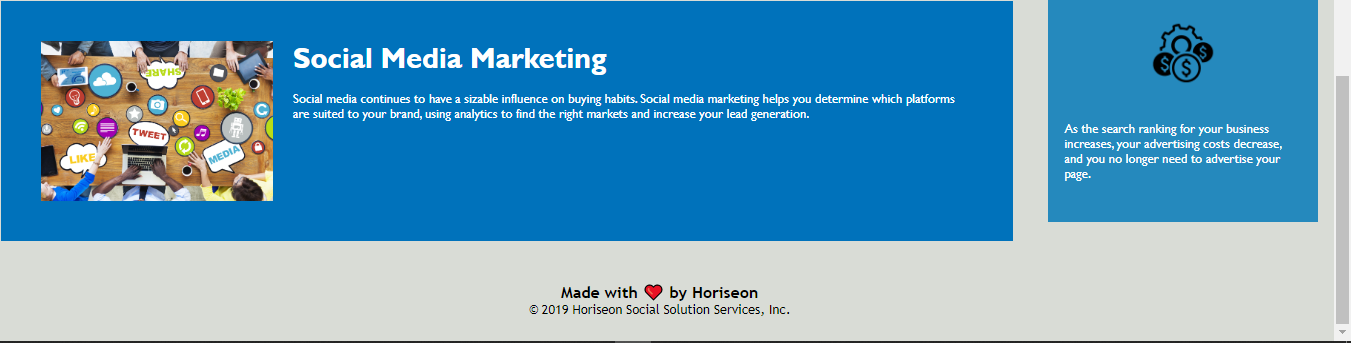 Social Media Marketing
Social media continues to have a sizable influence on buying habits. Social media marketing helps you determine which platforms
are suited to your brand, using analytics to find the right markets and increase your lead generation.
SHARE
TWEET
LIKE
MEDIA
$ $
$
As the search ranking for your business
increases, your advertising costs decrease,
and you no longer need to advertise your
page.
Made with ❤️ by Horiseon
© 2019 Horiseon Social Solution Services, Inc.